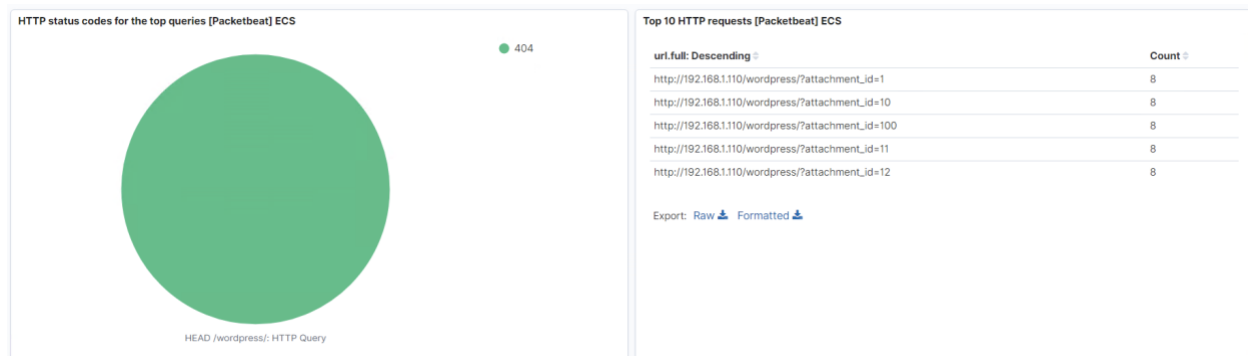 HTTP status codes for the top queries [Packetbeat] ECS
404
HEAD /wordpress/: HTTP Query
Top 10 HTTP requests [Packetbeat] ECS
url.full: Descending Count
http://192.168.1.110/wordpress/?attachment_id=1 8
http://192.168.1.110/wordpress/?attachment_id=10 8
http://192.168.1.110/wordpress/?attachment_id=100 8
http://192.168.1.110/wordpress/?attachment_id=11 8
http://192.168.1.110/wordpress/?attachment_id=12 8
Export: Raw Formatted